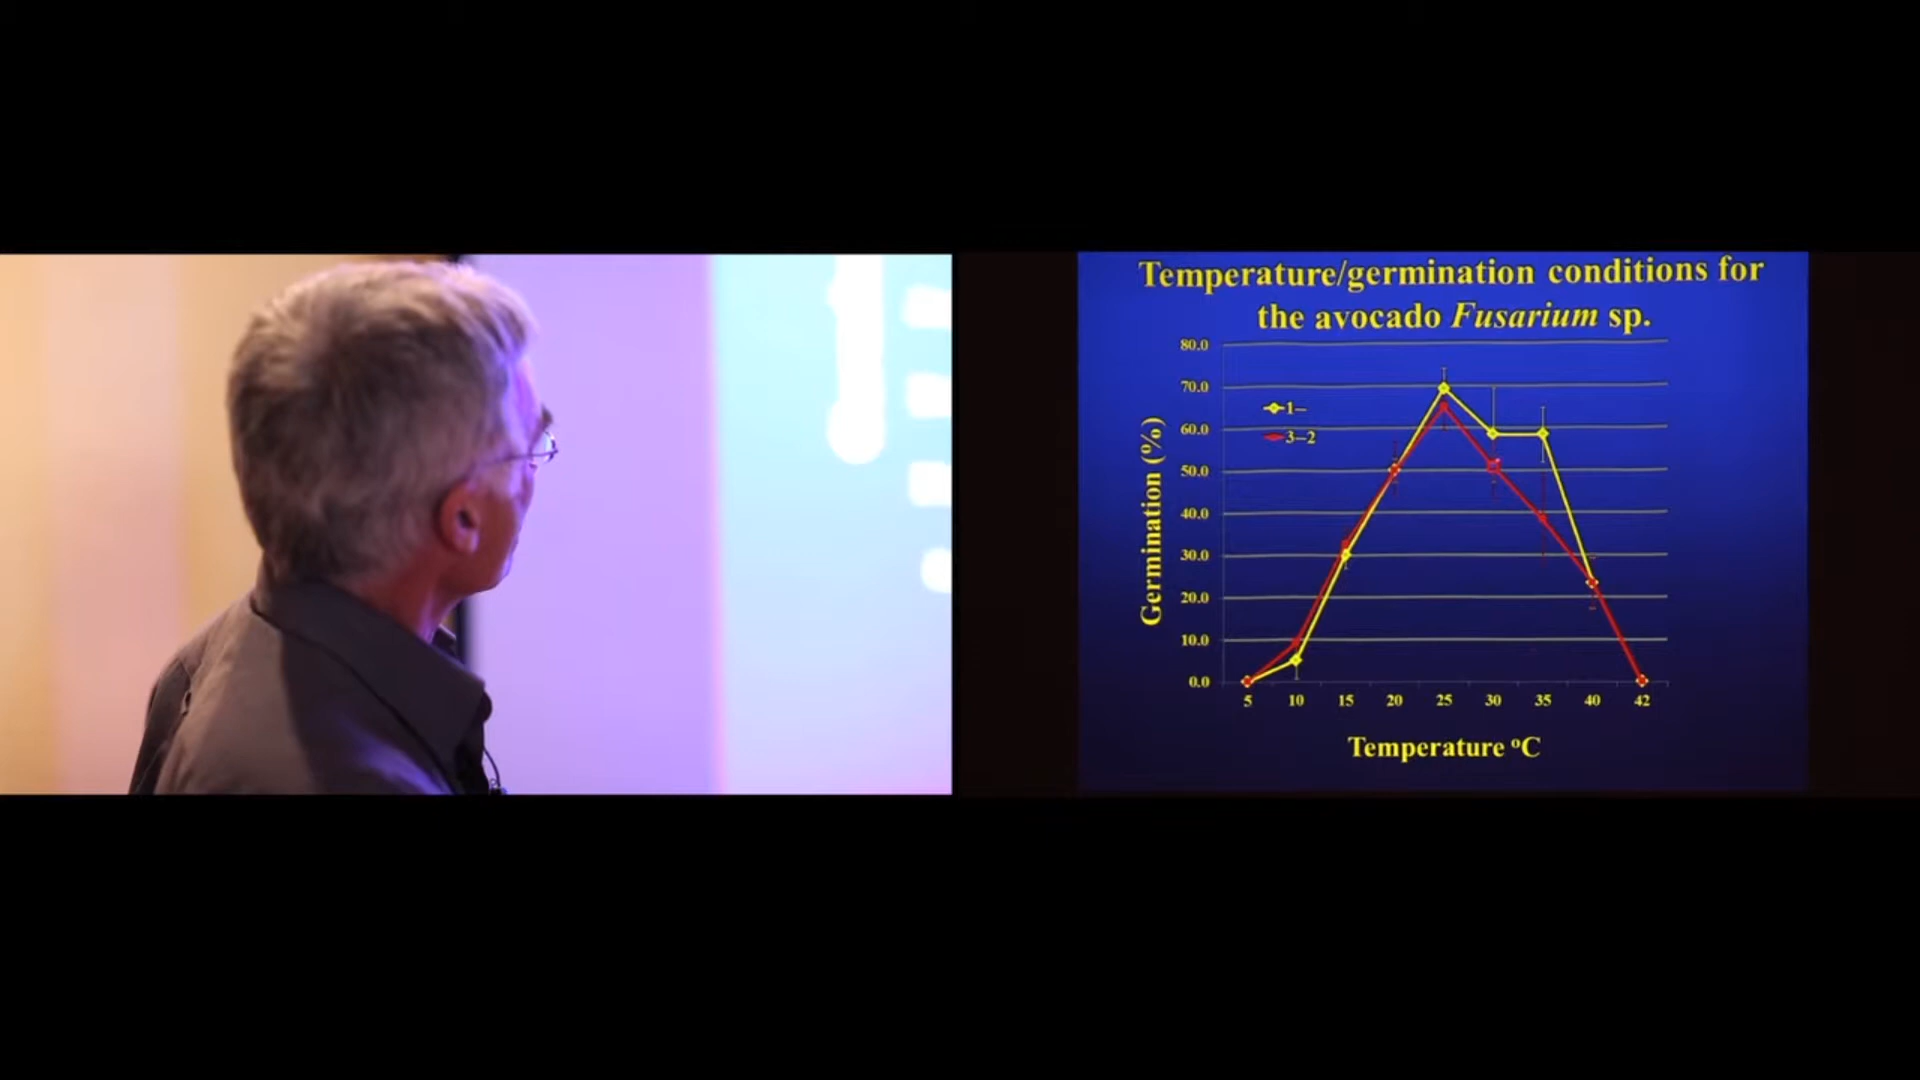 Temperature/germination conditions for
the avocado Fusarium sp.
80.0
70.0
60.0
50.0
40.0
30.0
20.0
10.0
0.0
Germination (%)
1–
3–2
5 10 15 20 25 30 35 40 42
Temperature ºC